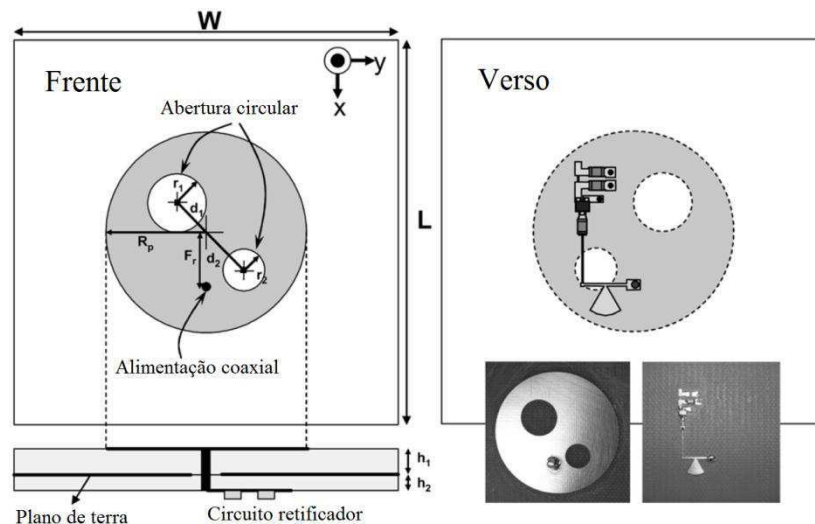 W
Frente
y
x
Abertura circular
r1
d1
Rp
Fr
d2
r2
Alimentação coaxial
L
Verso
h1
h2
Plano de terra
Circuito retificador